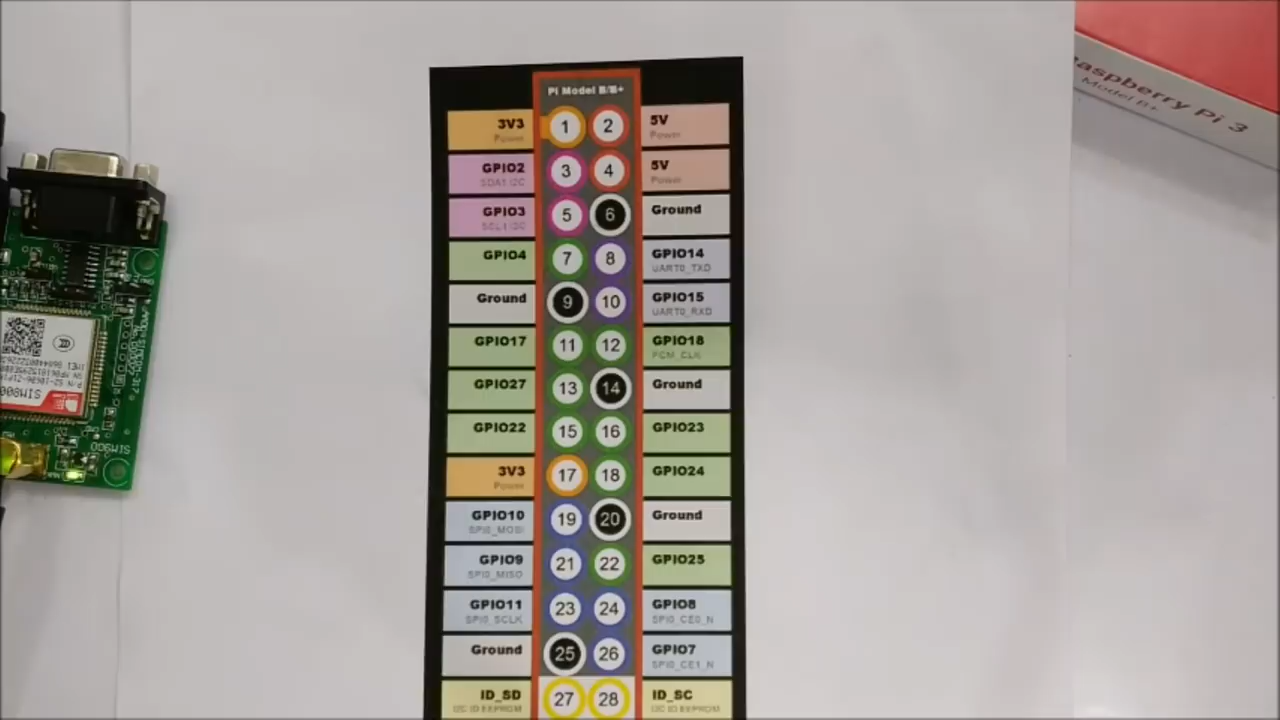 Pi Model B/B+
3V3 Power 1 2 5V Power
GPIO2 SDA1 I2C 3 4 5V Power
GPIO3 SCL1 I2C 5 6 Ground
GPIO4 7 8 GPIO14 UART0_TXD
Ground 9 10 GPIO15 UART0_RXD
GPIO17 11 12 GPIO18 PCM_CLK
GPIO27 13 14 Ground
GPIO22 15 16 GPIO23
3V3 Power 17 18 GPIO24
GPIO10 SPI0_MOSI 19 20 Ground
GPIO9 SPI0_MISO 21 22 GPIO25
GPIO11 SPI0_SCLK 23 24 GPIO8 SPI0_CE0_N
Ground 25 26 GPIO7 SPI0_CE1_N
ID_SD I2C ID EEPROM 27 28 ID_SC I2C ID EEPROM
Raspberry Pi 3
Model B+
SIM800
SIM900